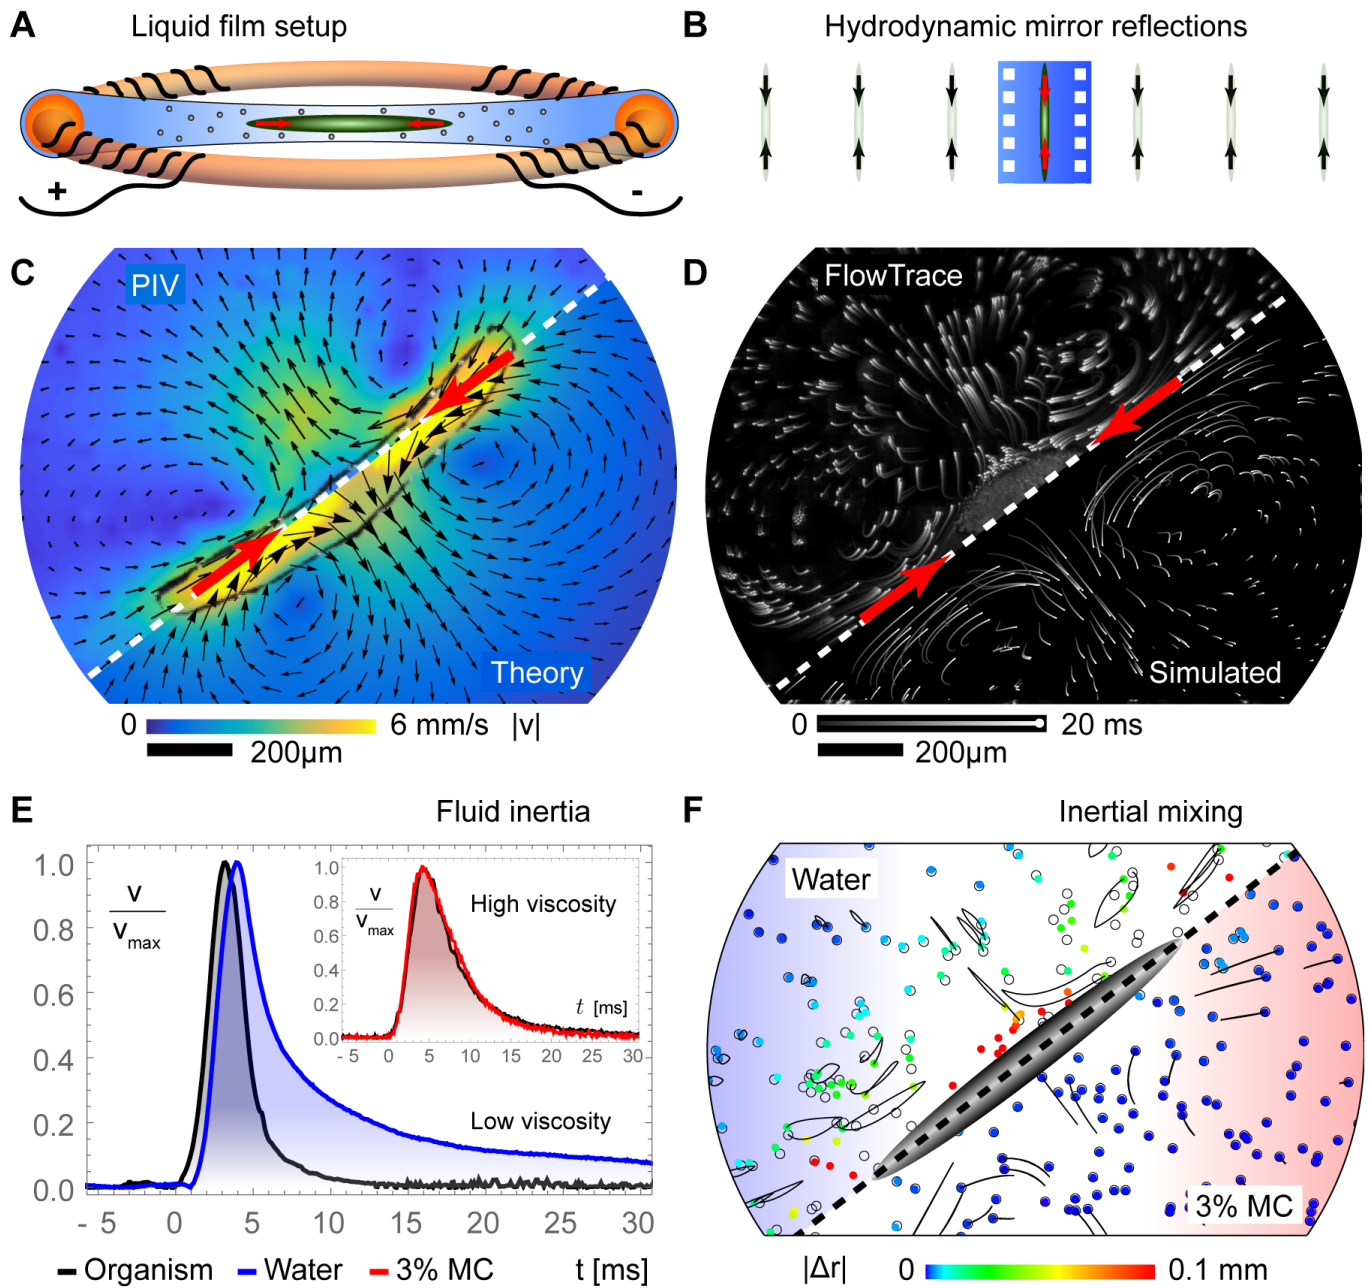 A Liquid film setup
B Hydrodynamic mirror reflections
+ -
C PIV
Theory
0 6 mm/s |v|
200μm
D FlowTrace
Simulated
0 20 ms
200μm
E Fluid inertia
1.0
0.8
0.6
0.4
0.2
0.0
v
vmax
-5 0 5 10 15 20 25 30
High viscosity
Low viscosity
1.0
0.8
0.6
0.4
0.2
0.0
v
vmax
t [ms]
-5 0 5 10 15 20 25 30
Organism Water 3% MC t [ms]
F Inertial mixing
Water
3% MC
|Δr| 0 0.1 mm